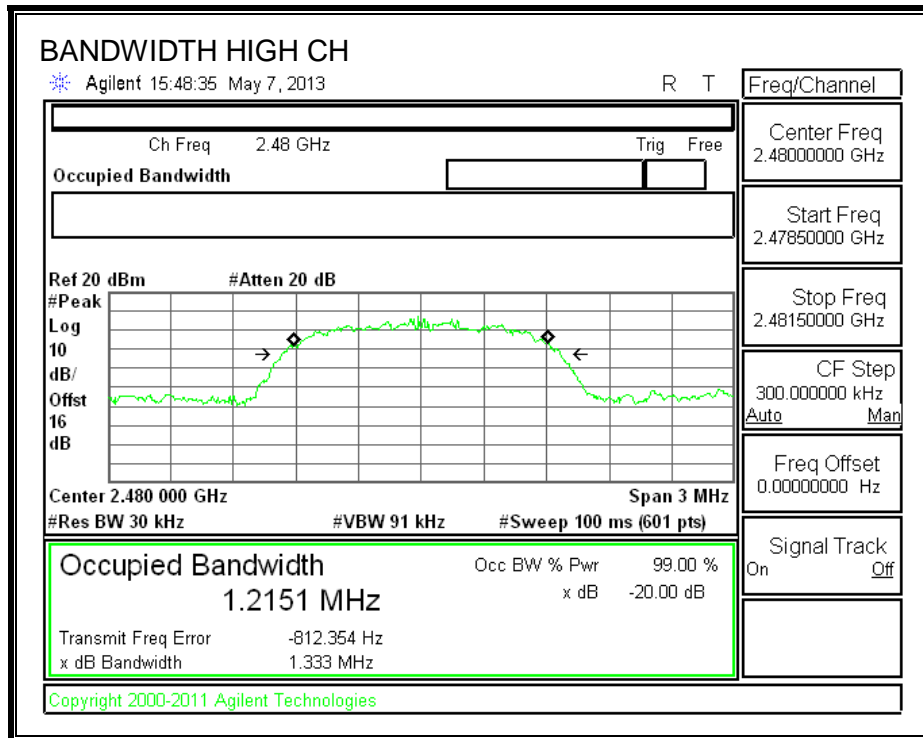 BANDWIDTH HIGH CH
Agilent 15:48:35 May 7, 2013
R T
Freq/Channel
Ch Freq 2.48 GHz
Trig Free
Occupied Bandwidth
Center Freq
2.48000000 GHz
Start Freq
2.47850000 GHz
Stop Freq
2.48150000 GHz
CF Step
300.000000 kHz
Auto Man
Freq Offset
0.00000000 Hz
Signal Track
On Off
Ref 20 dBm #Atten 20 dB
#Peak
Log
10
dB/
Offst
16
dB
Center 2.480 000 GHz Span 3 MHz
#Res BW 30 kHz #VBW 91 kHz #Sweep 100 ms (601 pts)
Occupied Bandwidth
1.2151 MHz
Occ BW % Pwr 99.00 %
x dB -20.00 dB
Transmit Freq Error -812.354 Hz
x dB Bandwidth 1.333 MHz
Copyright 2000-2011 Agilent Technologies